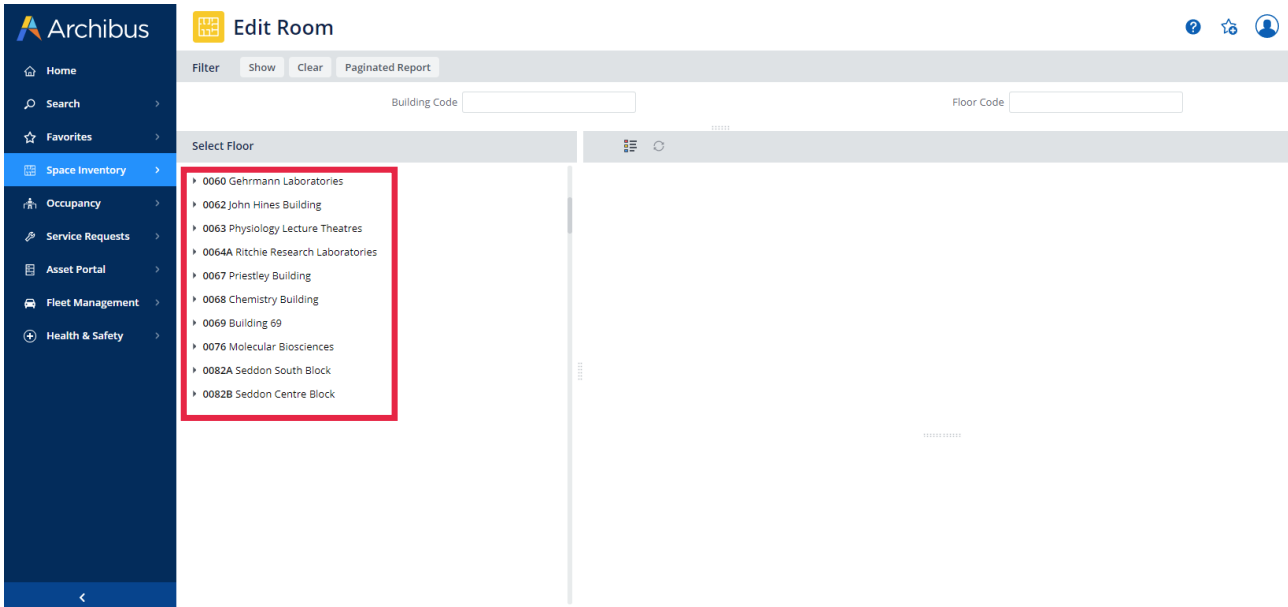 Archibus
Edit Room
Home
Search
Favorites
Space Inventory
Occupancy
Service Requests
Asset Portal
Fleet Management
Health & Safety
Filter
Show
Clear
Paginated Report
Building Code
Floor Code
Select Floor
0060 Gehrmann Laboratories
0062 John Hines Building
0063 Physiology Lecture Theatres
0064A Ritchie Research Laboratories
0067 Priestley Building
0068 Chemistry Building
0069 Building 69
0076 Molecular Biosciences
0082A Seddon South Block
0082B Seddon Centre Block